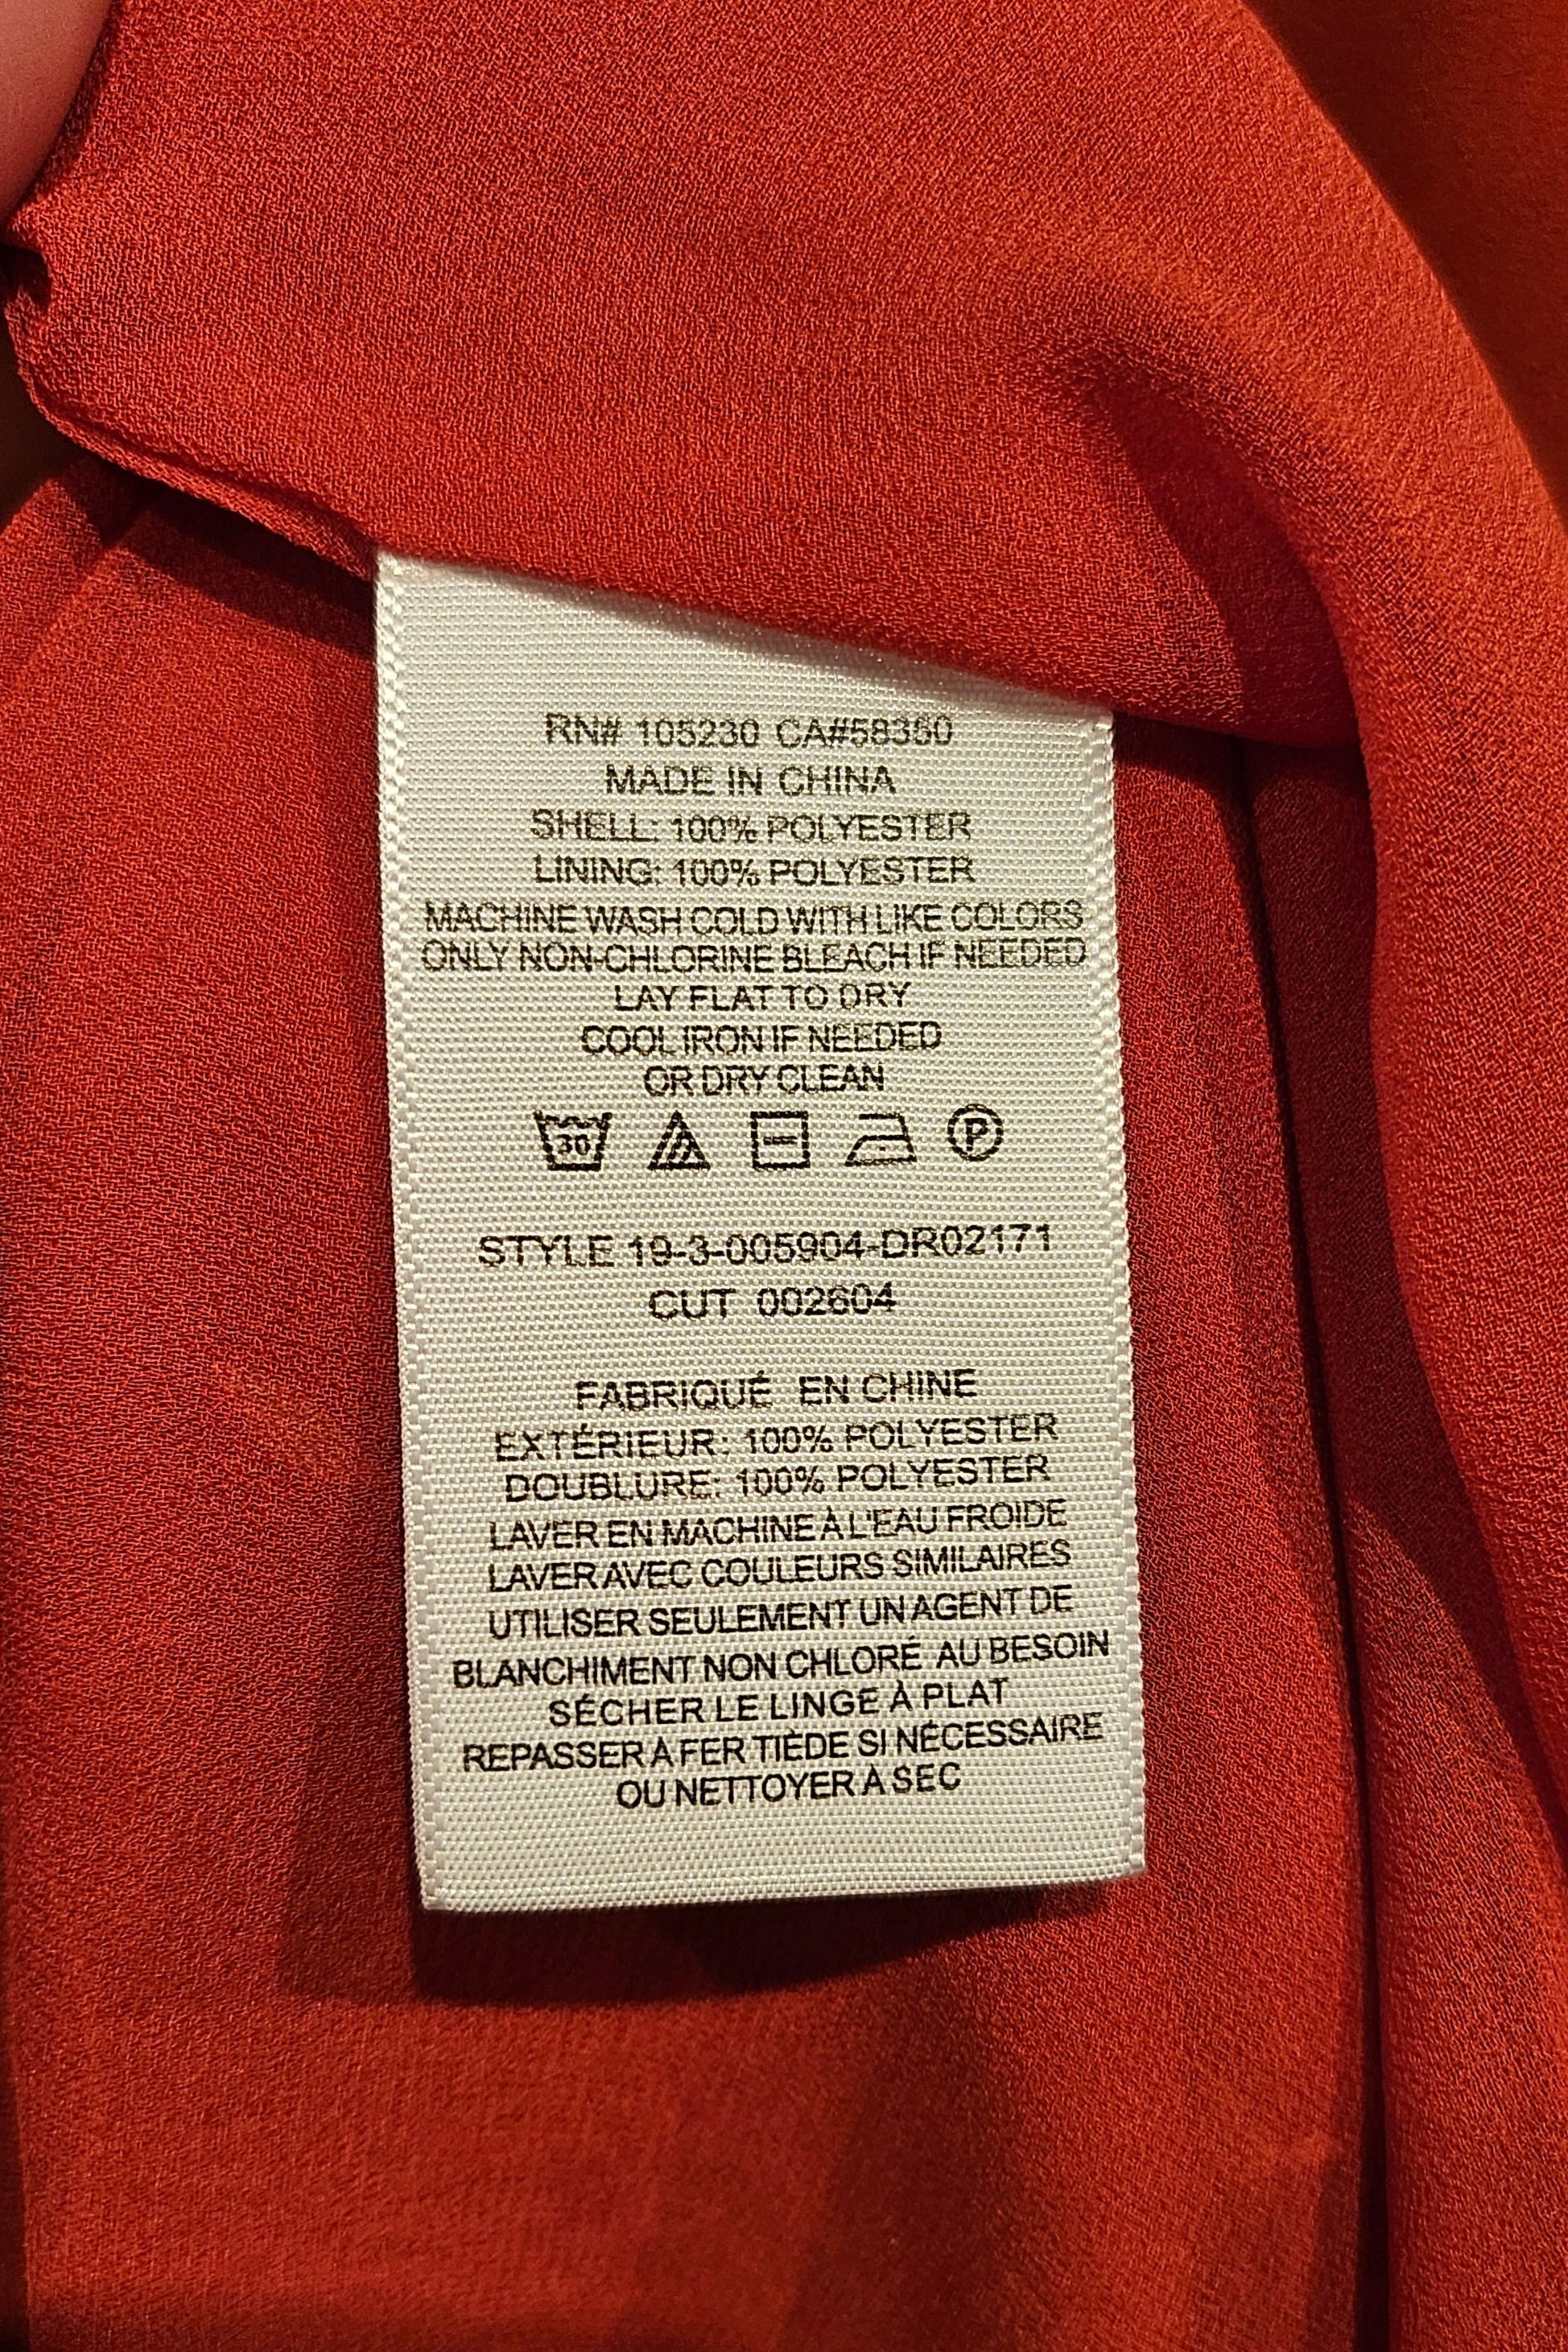 RN# 105230 CA#58350
MADE IN CHINA
SHELL: 100% POLYESTER
LINING: 100% POLYESTER
MACHINE WASH COLD WITH LIKE COLORS
ONLY NON-CHLORINE BLEACH IF NEEDED
LAY FLAT TO DRY
COOL IRON IF NEEDED
OR DRY CLEAN
30 P
STYLE 19-3-005904-DR02171
CUT 002604
FABRIQUÉ EN CHINE
EXTÉRIEUR: 100% POLYESTER
DOUBLURE: 100% POLYESTER
LAVER EN MACHINE À L'EAU FROIDE
LAVER AVEC COULEURS SIMILAIRES
UTILISER SEULEMENT UN AGENT DE
BLANCHIMENT NON CHLORÉ AU BESOIN
SÉCHER LE LINGE À PLAT
REPASSER À FER TIÈDE SI NÉCESSAIRE
OU NETTOYER À SEC